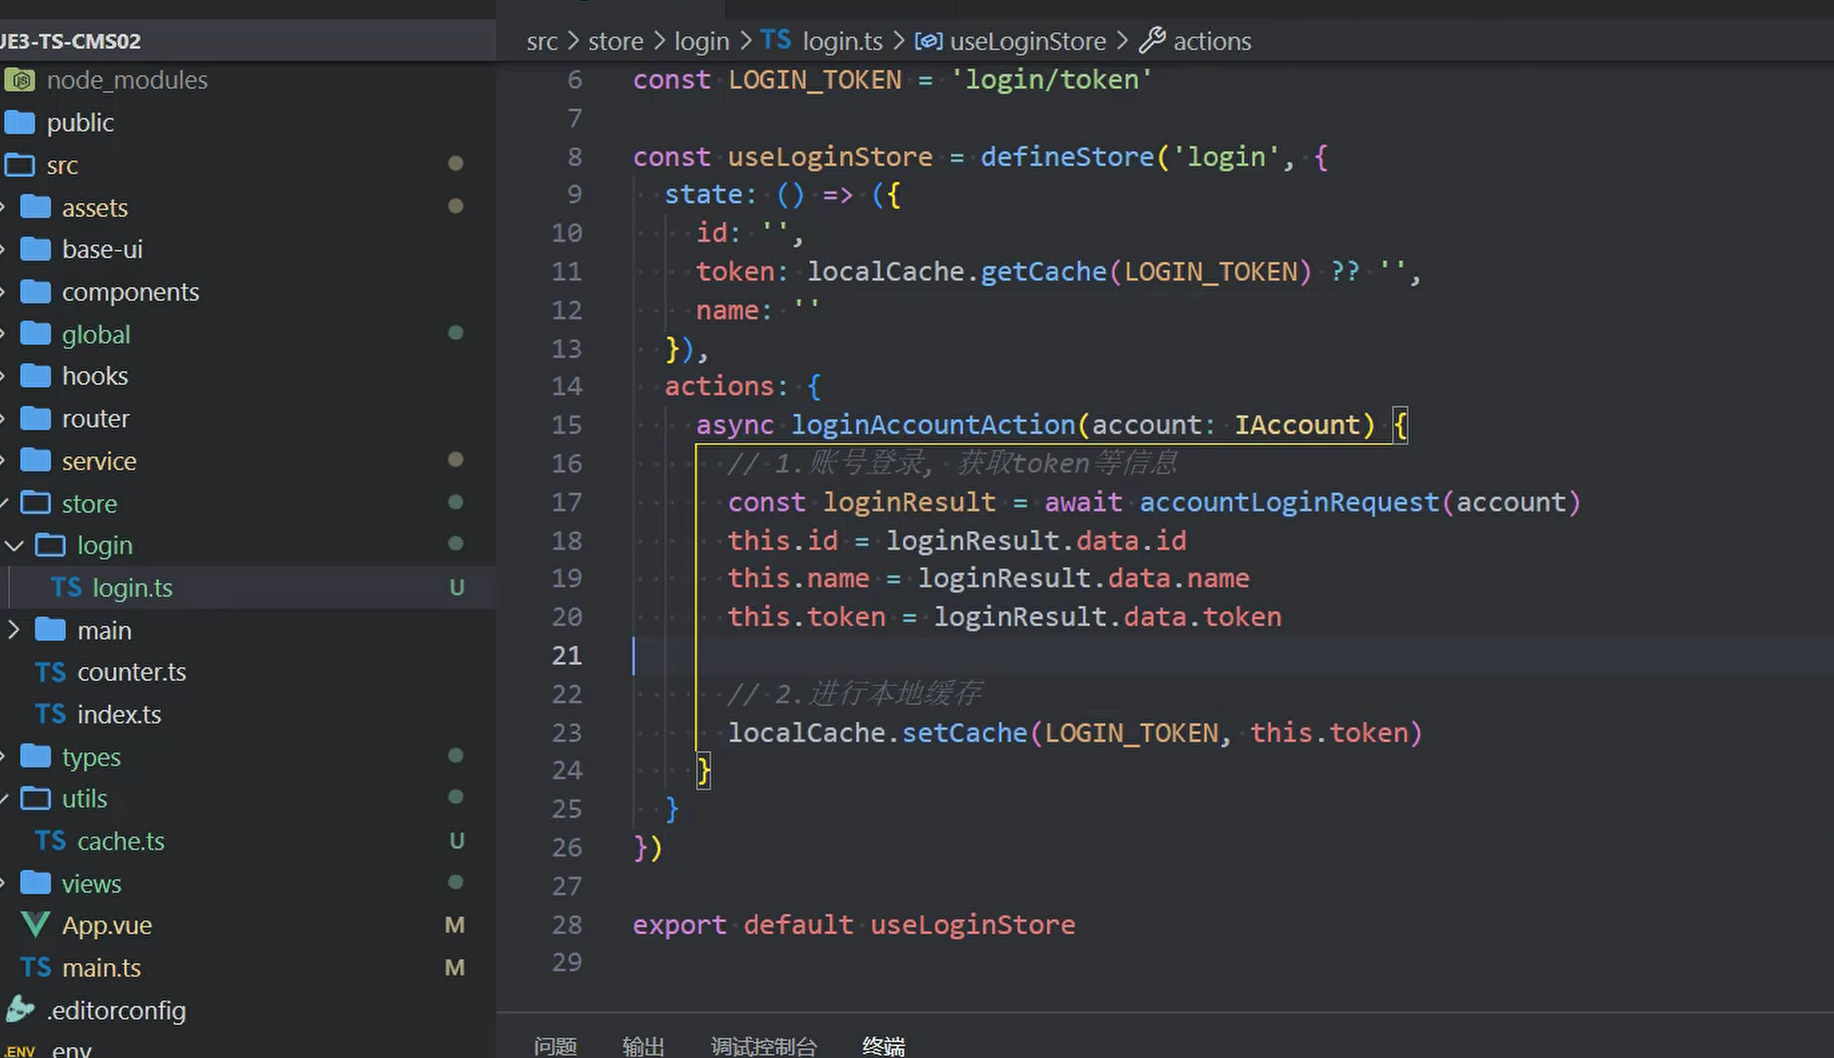 JE3-TS-CMS02
node_modules
public
src
assets
base-ui
components
global
hooks
router
service
store
login
TS login.ts U
main
TS counter.ts
TS index.ts
types
utils
TS cache.ts U
views
App.vue M
TS main.ts M
.editorconfig
.ENV .env
src > store > login > TS login.ts > useLoginStore > actions
6 const LOGIN_TOKEN = 'login/token'
7
8 const useLoginStore = defineStore('login', {
9 state: () => ({
10 id: '',
11 token: localCache.getCache(LOGIN_TOKEN) ?? '',
12 name: ''
13 }),
14 actions: {
15 async loginAccountAction(account: IAccount) {
16 // 1.账号登录, 获取token等信息
17 const loginResult = await accountLoginRequest(account)
18 this.id = loginResult.data.id
19 this.name = loginResult.data.name
20 this.token = loginResult.data.token
21
22 // 2.进行本地缓存
23 localCache.setCache(LOGIN_TOKEN, this.token)
24 }
25 }
26 })
27
28 export default useLoginStore
29
问题 输出 调试控制台 终端